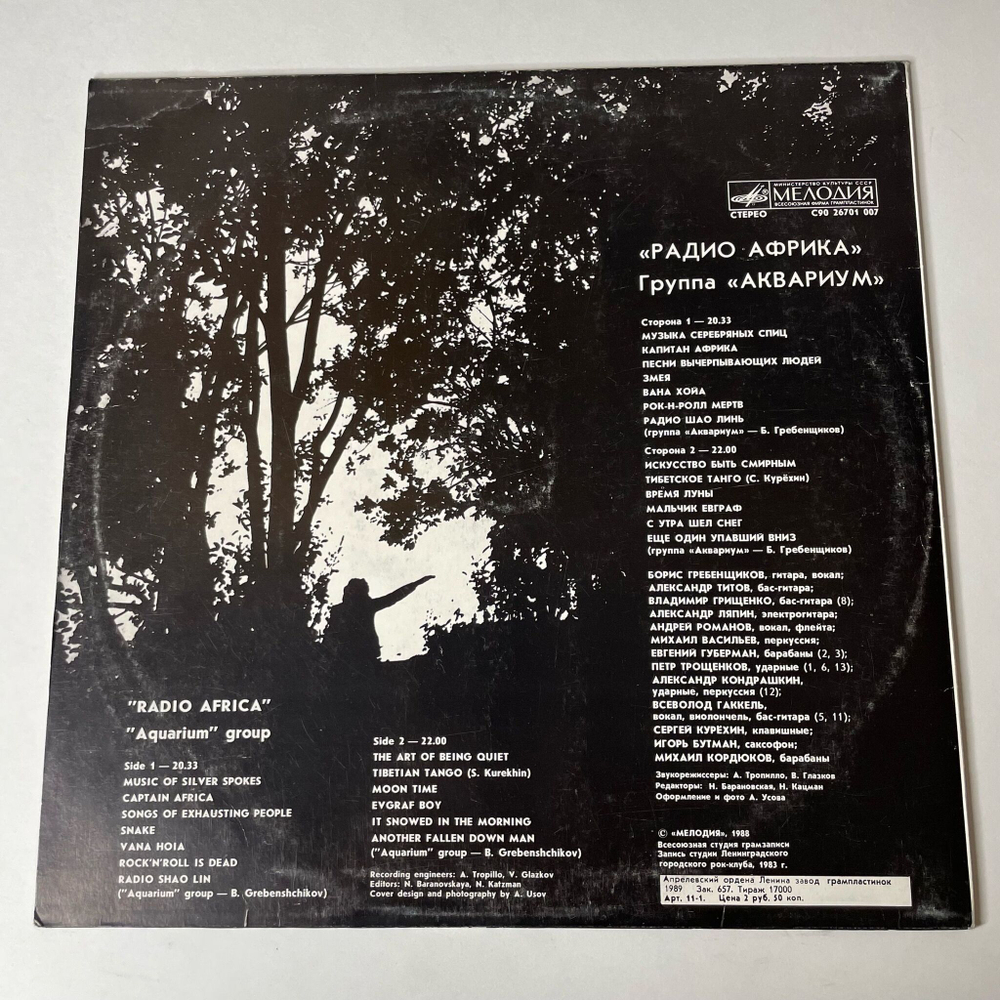 МИНИСТЕРСТВО КУЛЬТУРЫ СССР
МЕЛОДИЯ
ВСЕСОЮЗНАЯ ФИРМА ГРАМПЛАСТИНОК
СТЕРЕО С90 26701 007
«РАДИО АФРИКА»
Группа «АКВАРИУМ»
Сторона 1 — 20.33
МУЗЫКА СЕРЕБРЯНЫХ СПИЦ
КАПИТАН АФРИКА
ПЕСНИ ВЫЧЕРПЫВАЮЩИХ ЛЮДЕЙ
ЗМЕЯ
ВАНА ХОЙА
РОК-Н-РОЛЛ МЕРТВ
РАДИО ШАО ЛИНЬ
(группа «Аквариум» — Б. Гребенщиков)
Сторона 2 — 22.00
ИСКУССТВО БЫТЬ СМИРНЫМ
ТИБЕТСКОЕ ТАНГО (С. Курёхин)
ВРЕМЯ ЛУНЫ
МАЛЬЧИК ЕВГРАФ
С УТРА ШЕЛ СНЕГ
ЕЩЕ ОДИН УПАВШИЙ ВНИЗ
(группа «Аквариум» — Б. Гребенщиков)
БОРИС ГРЕБЕНЩИКОВ, гитара, вокал;
АЛЕКСАНДР ТИТОВ, бас-гитара;
ВЛАДИМИР ГРИЩЕНКО, бас-гитара (8);
АЛЕКСАНДР ЛЯПИН, электрогитара;
АНДРЕЙ РОМАНОВ, вокал, флейта;
МИХАИЛ ВАСИЛЬЕВ, перкуссия;
ЕВГЕНИЙ ГУБЕРМАН, барабаны (2, 3);
ПЕТР ТРОЩЕНКОВ, ударные (1, 6, 13);
АЛЕКСАНДР КОНДРАШКИН,
ударные, перкуссия (12);
ВСЕВОЛОД ГАККЕЛЬ,
вокал, виолончель, бас-гитара (5, 11);
СЕРГЕЙ КУРЁХИН, клавишные;
ИГОРЬ БУТМАН, саксофон;
МИХАИЛ КОРДЮКОВ, барабаны
Звукорежиссеры: А. Тропилло, В. Глазков
Редакторы: Н. Барановская, Н. Кацман
Оформление и фото А. Усова
© «МЕЛОДИЯ», 1988
Всесоюзная студия грамзаписи
Запись студии Ленинградского
городского рок-клуба, 1983 г.
Апрелевский ордена Ленина завод грампластинок
1989 Зак. 657. Тираж 17000
Арт. 11-1. Цена 2 руб. 50 коп.
"RADIO AFRICA"
"Aquarium" group
Side 1 — 20.33
MUSIC OF SILVER SPOKES
CAPTAIN AFRICA
SONGS OF EXHAUSTING PEOPLE
SNAKE
VANA HOIA
ROCK'N'ROLL IS DEAD
RADIO SHAO LIN
("Aquarium" group — B. Grebenshchikov)
Side 2 — 22.00
THE ART OF BEING QUIET
TIBETIAN TANGO (S. Kurekhin)
MOON TIME
EVGRAF BOY
IT SNOWED IN THE MORNING
ANOTHER FALLEN DOWN MAN
("Aquarium" group — B. Grebenshchikov)
Recording engineers: A. Tropillo, V. Glazkov
Editors: N. Baranovskaya, N. Katzman
Cover design and photography by A. Usov